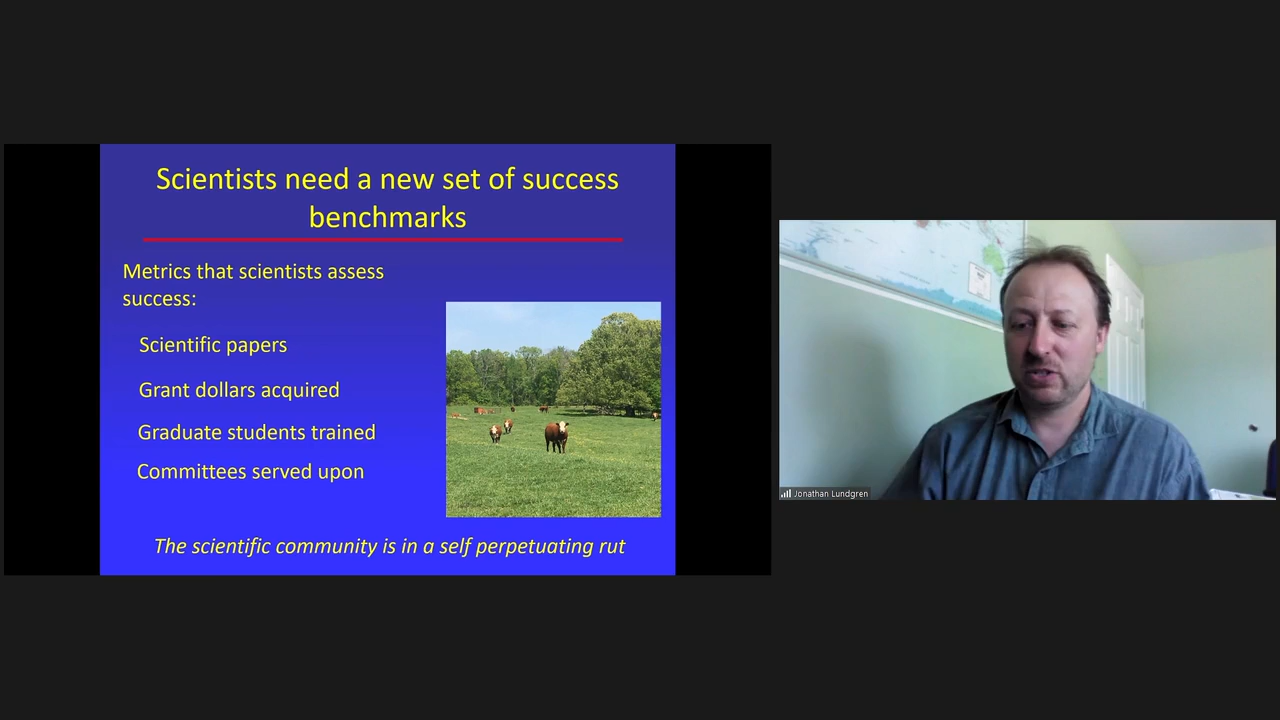 Scientists need a new set of success
benchmarks
Metrics that scientists assess
success:
Scientific papers
Grant dollars acquired
Graduate students trained
Committees served upon
The scientific community is in a self perpetuating rut
Jonathan Lundgren